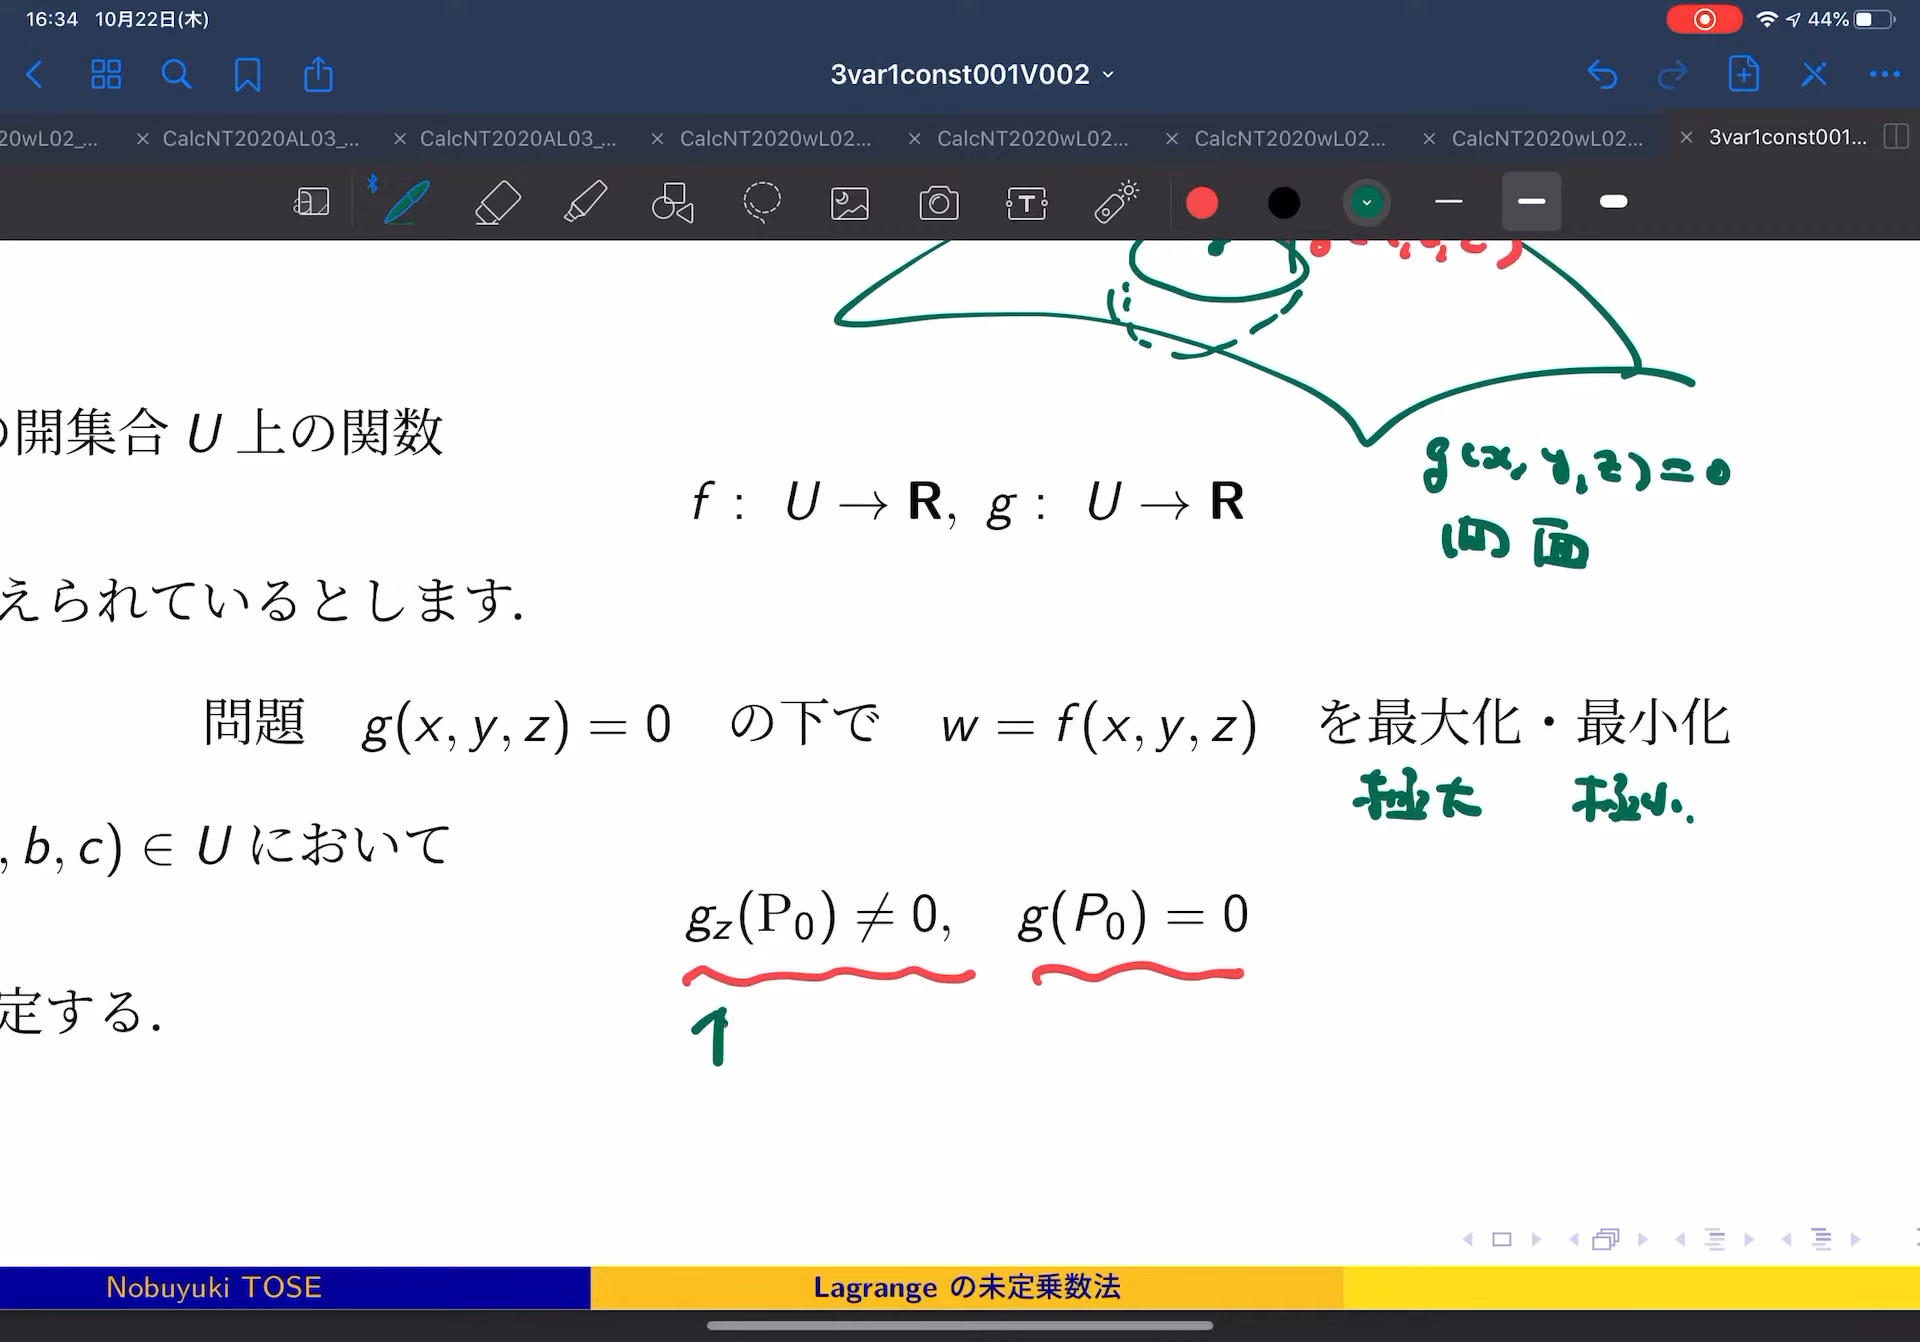 16:34 10月22日(木)
44%
3var1const001V002
20wL02_...
CalcNT2020AL03_...
CalcNT2020AL03_...
CalcNT2020wL02...
CalcNT2020wL02...
CalcNT2020wL02...
CalcNT2020wL02...
3var1const001...
の開集合 U 上の関数
f : U → R, g : U → R
g(x, y, z) = 0
曲面
えられているとします.
問題 g(x, y, z) = 0 の下で w = f(x, y, z) を最大化・最小化
極大 極小.
, b, c) ∈ U において
g_z(P₀) ≠ 0, g(P₀) = 0
定する.
Nobuyuki TOSE
Lagrange の未定乗数法